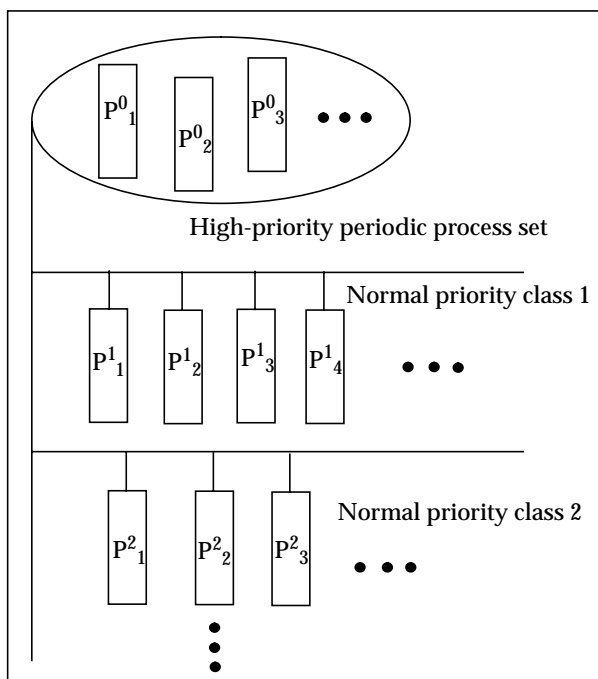 P⁰₁ P⁰₂ P⁰₃
High-priority periodic process set
Normal priority class 1
P¹₁ P¹₂ P¹₃ P¹₄
Normal priority class 2
P²₁ P²₂ P²₃